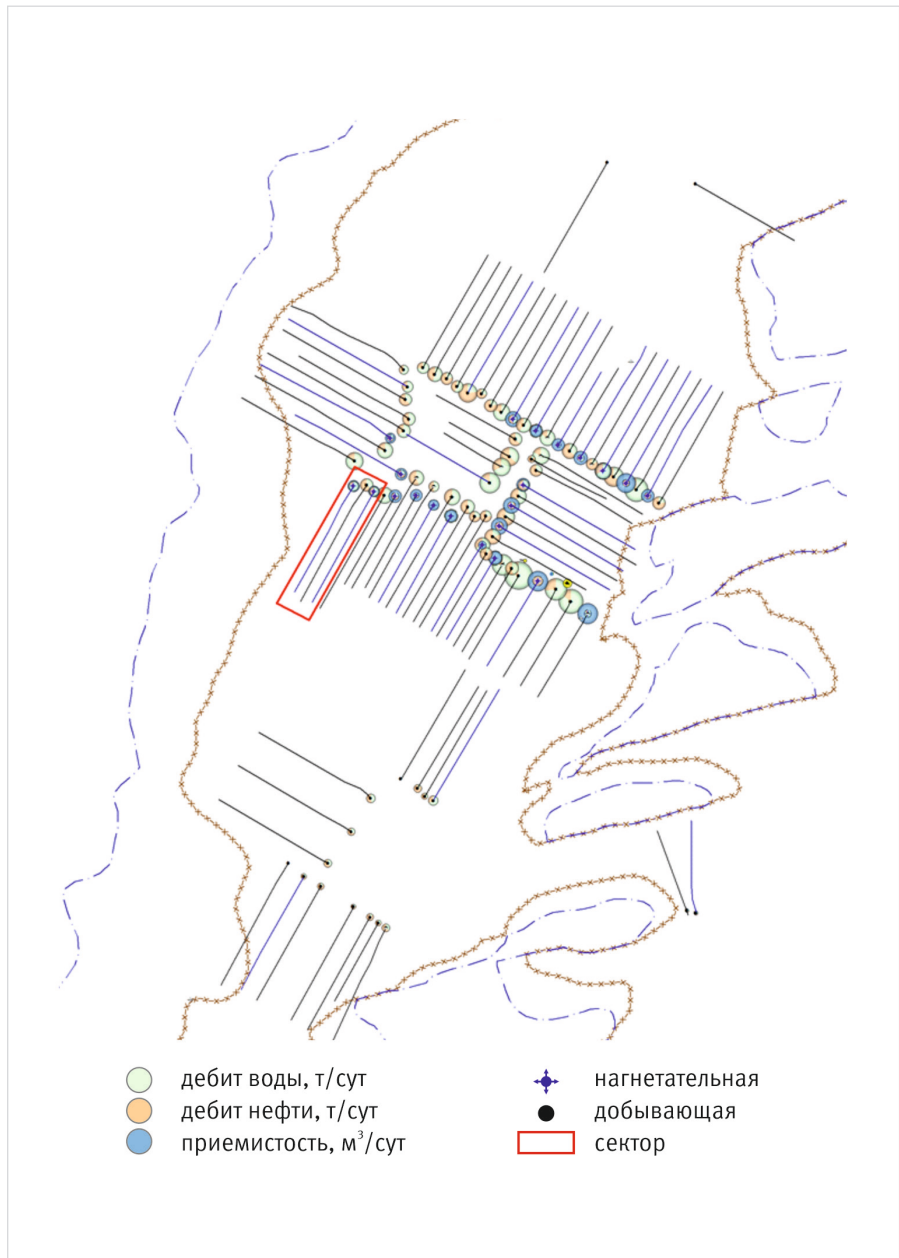 дебит воды, т/сут
дебит нефти, т/сут
приемистость, м³/сут
нагнетательная
добывающая
сектор